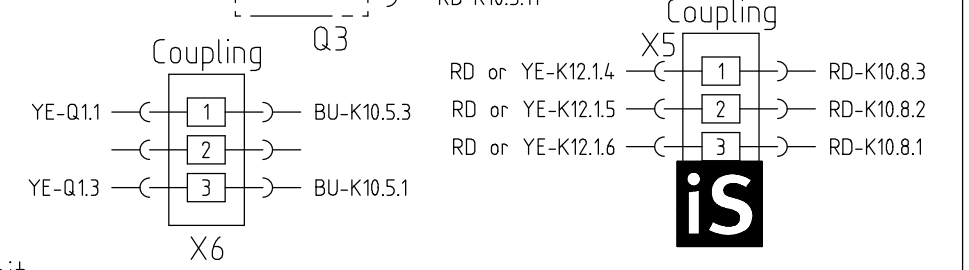 Q3
Coupling
YE-Q1.1 1 BU-K10.5.3
2
YE-Q1.3 3 BU-K10.5.1
X6
Coupling
X5
RD or YE-K12.1.4 1 RD-K10.8.3
RD or YE-K12.1.5 2 RD-K10.8.2
RD or YE-K12.1.6 3 RD-K10.8.1
iS